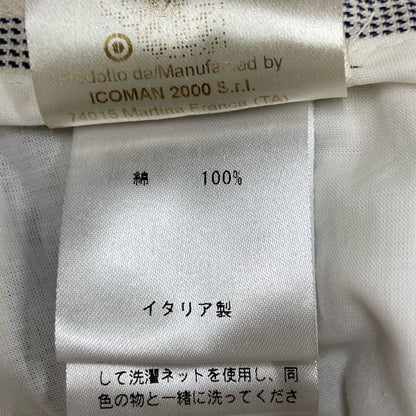 Prodotto da/Manufacted by
ICOMAN 2000 S.r.l.
74015 Martina Franca (TA)
綿 100%
イタリア製
して洗濯ネットを使用し、同
色の物と一緒に洗ってくださ